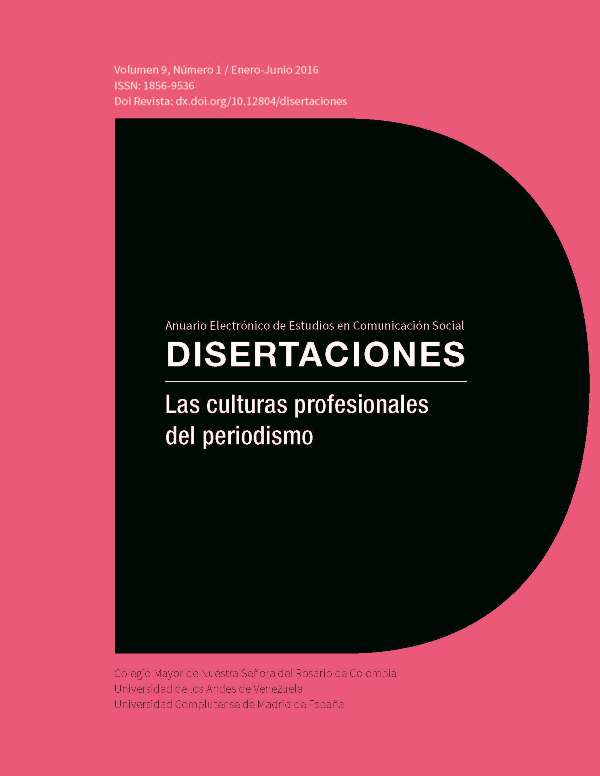 Volumen 9, Número 1 / Enero-Junio 2016
ISSN: 1856-9536
Doi Revista: dx.doi.org/10.12804/disertaciones
Anuario Electrónico de Estudios en Comunicación Social
DISERTACIONES
Las culturas profesionales
del periodismo
Colegio Mayor de Nuestra Señora del Rosario de Colombia
Universidad de los Andes de Venezuela
Universidad Complutense de Madrid de España